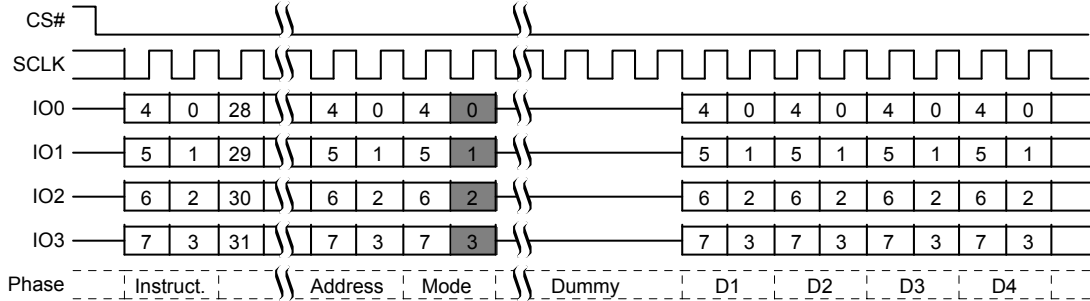 CS#
SCLK
IO0 4 0 28 4 0 4 0 4 0 4 0 4 0 4 0
IO1 5 1 29 5 1 5 1 5 1 5 1 5 1 5 1
IO2 6 2 30 6 2 6 2 6 2 6 2 6 2 6 2
IO3 7 3 31 7 3 7 3 7 3 7 3 7 3 7 3
Phase Instruct. Address Mode Dummy D1 D2 D3 D4